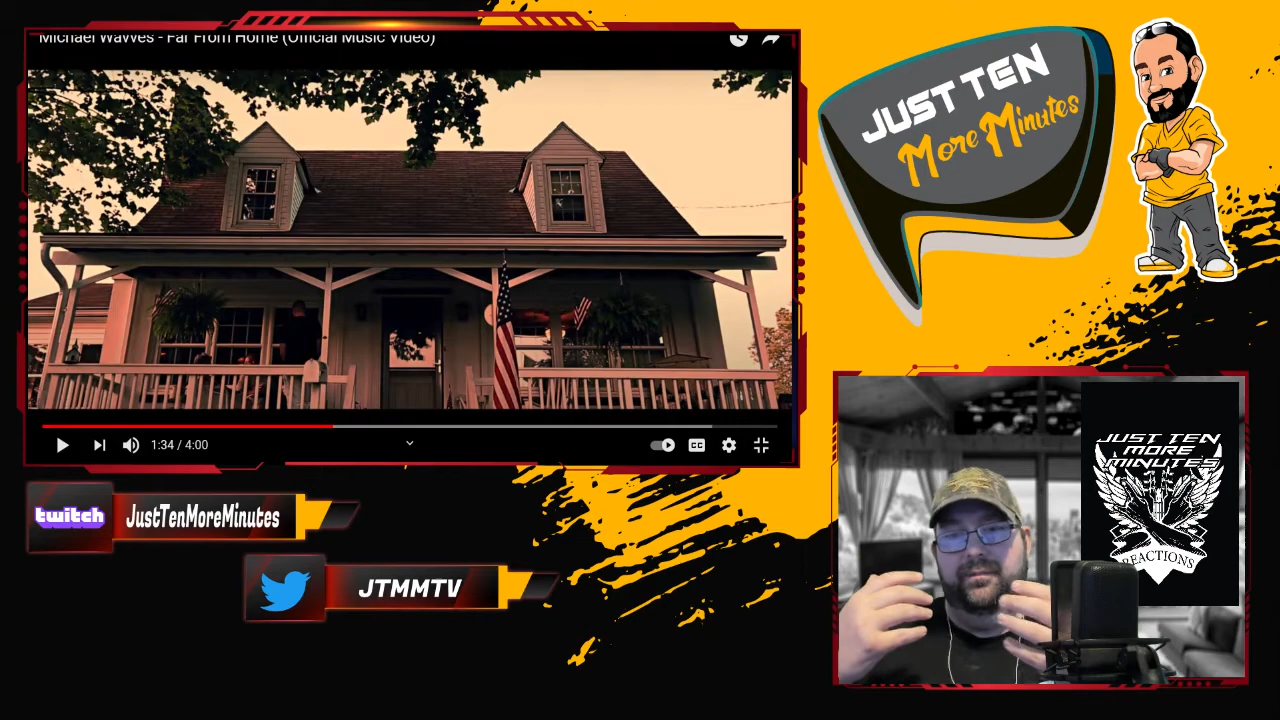 Michael Wavves - Far From Home (Official Music Video)
JUST TEN
More Minutes
1:34 / 4:00
CC
twitch
JustTenMoreMinutes
JTMMTV
JUST TEN
MORE
MINUTES
REACTIONS